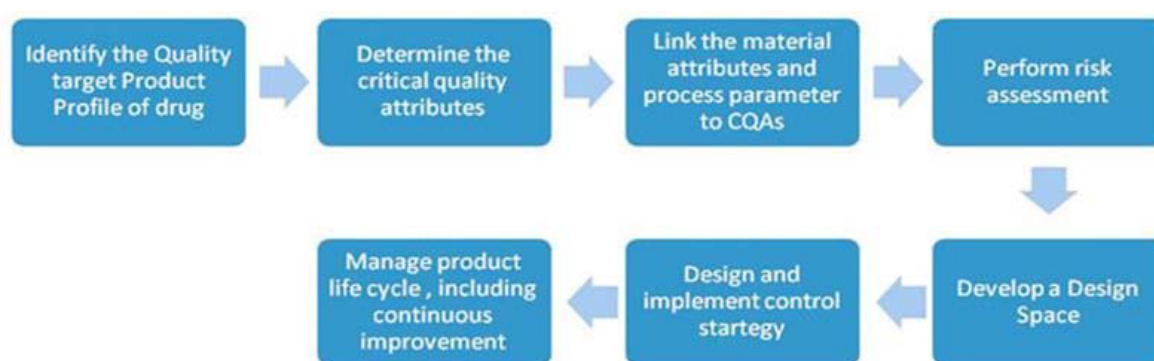 Identify the Quality
target Product
Profile of drug
Determine the
critical quality
attributes
Link the material
attributes and
process parameter
to CQAs
Perform risk
assessment
Develop a Design
Space
Design and
implement control
startegy
Manage product
life cycle , including
continuous
improvement